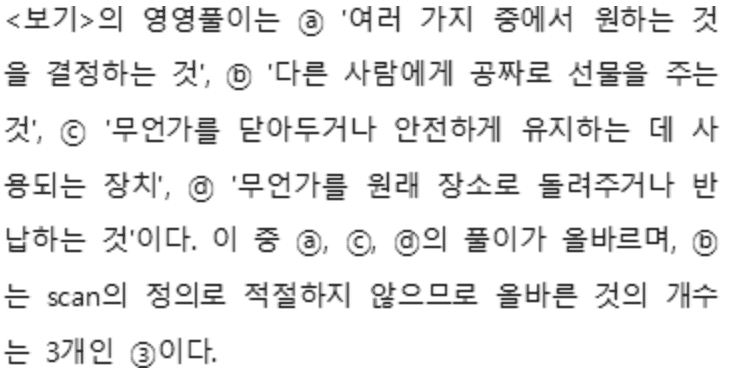 <보기>의 영영풀이는 ⓐ '여러 가지 중에서 원하는 것
을 결정하는 것', ⓑ '다른 사람에게 공짜로 선물을 주는
것', ⓒ '무언가를 닫아두거나 안전하게 유지하는 데 사
용되는 장치', ⓓ '무언가를 원래 장소로 돌려주거나 반
납하는 것'이다. 이 중 ⓐ, ⓒ, ⓓ의 풀이가 올바르며, ⓑ
는 scan의 정의로 적절하지 않으므로 올바른 것의 개수
는 3개인 ③이다.